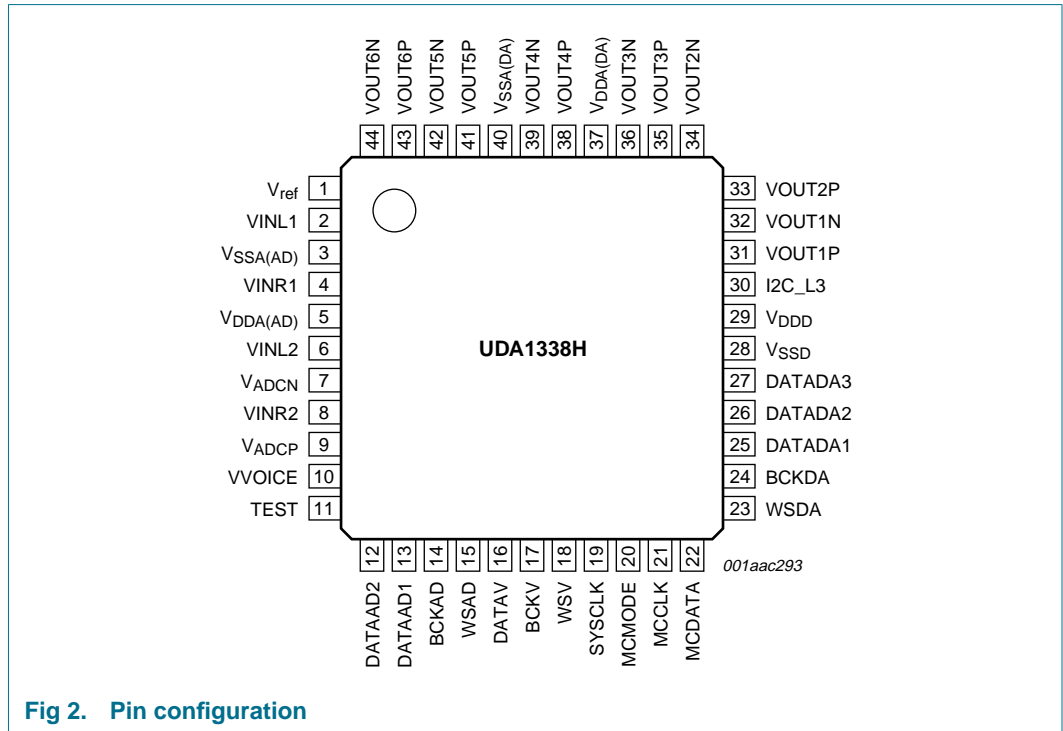 VOUT6N
VOUT6P
VOUT5N
VOUT5P
VSSA(DA)
VOUT4N
VOUT4P
VDDA(DA)
VOUT3N
VOUT3P
VOUT2N
44
43
42
41
40
39
38
37
36
35
34
Vref 1
VINL1 2
VSSA(AD) 3
VINR1 4
VDDA(AD) 5
VINL2 6
VADCN 7
VINR2 8
VADCP 9
VVOICE 10
TEST 11
UDA1338H
33 VOUT2P
32 VOUT1N
31 VOUT1P
30 I2C_L3
29 VDDD
28 VSSD
27 DATADA3
26 DATADA2
25 DATADA1
24 BCKDA
23 WSDA
12
13
14
15
16
17
18
19
20
21
22
DATAAD2
DATAAD1
BCKAD
WSAD
DATAV
BCKV
WSV
SYSCLK
MCMODE
MCCLK
MCDATA
001aac293
Fig 2. Pin configuration